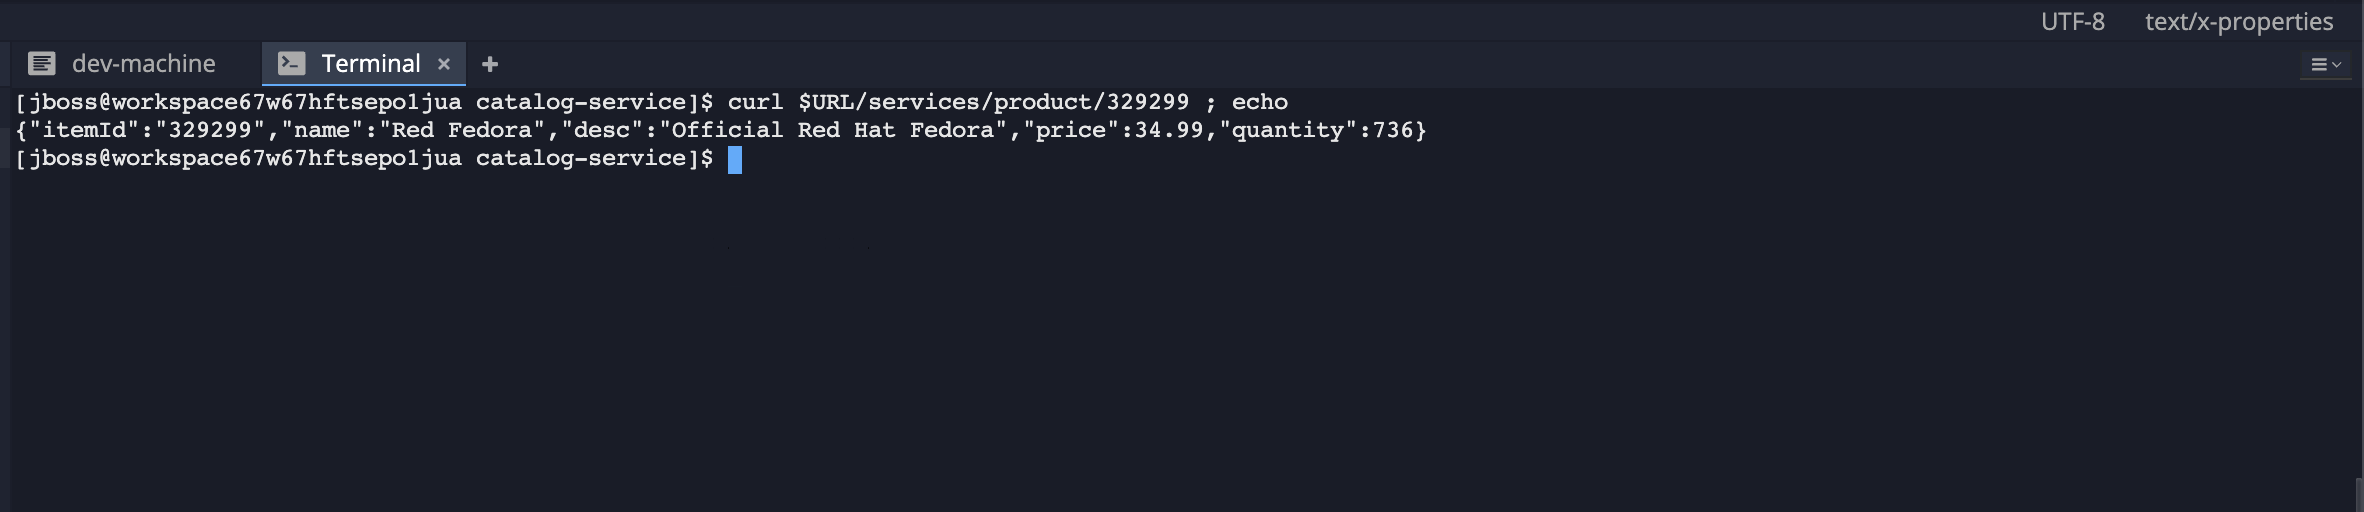 UTF-8 text/x-properties
dev-machine Terminal × +
[jboss@workspace67w67hftsepo1jua catalog-service]$ curl $URL/services/product/329299 ; echo
{"itemId":"329299","name":"Red Fedora","desc":"Official Red Hat Fedora","price":34.99,"quantity":736}
[jboss@workspace67w67hftsepo1jua catalog-service]$